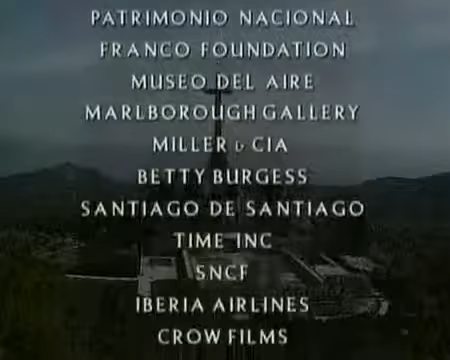 PATRIMONIO NACIONAL
FRANCO FOUNDATION
MUSEO DEL AIRE
MARLBOROUGH GALLERY
MILLER & CIA
BETTY BURGESS
SANTIAGO DE SANTIAGO
TIME INC
SNCF
IBERIA AIRLINES
CROW FILMS